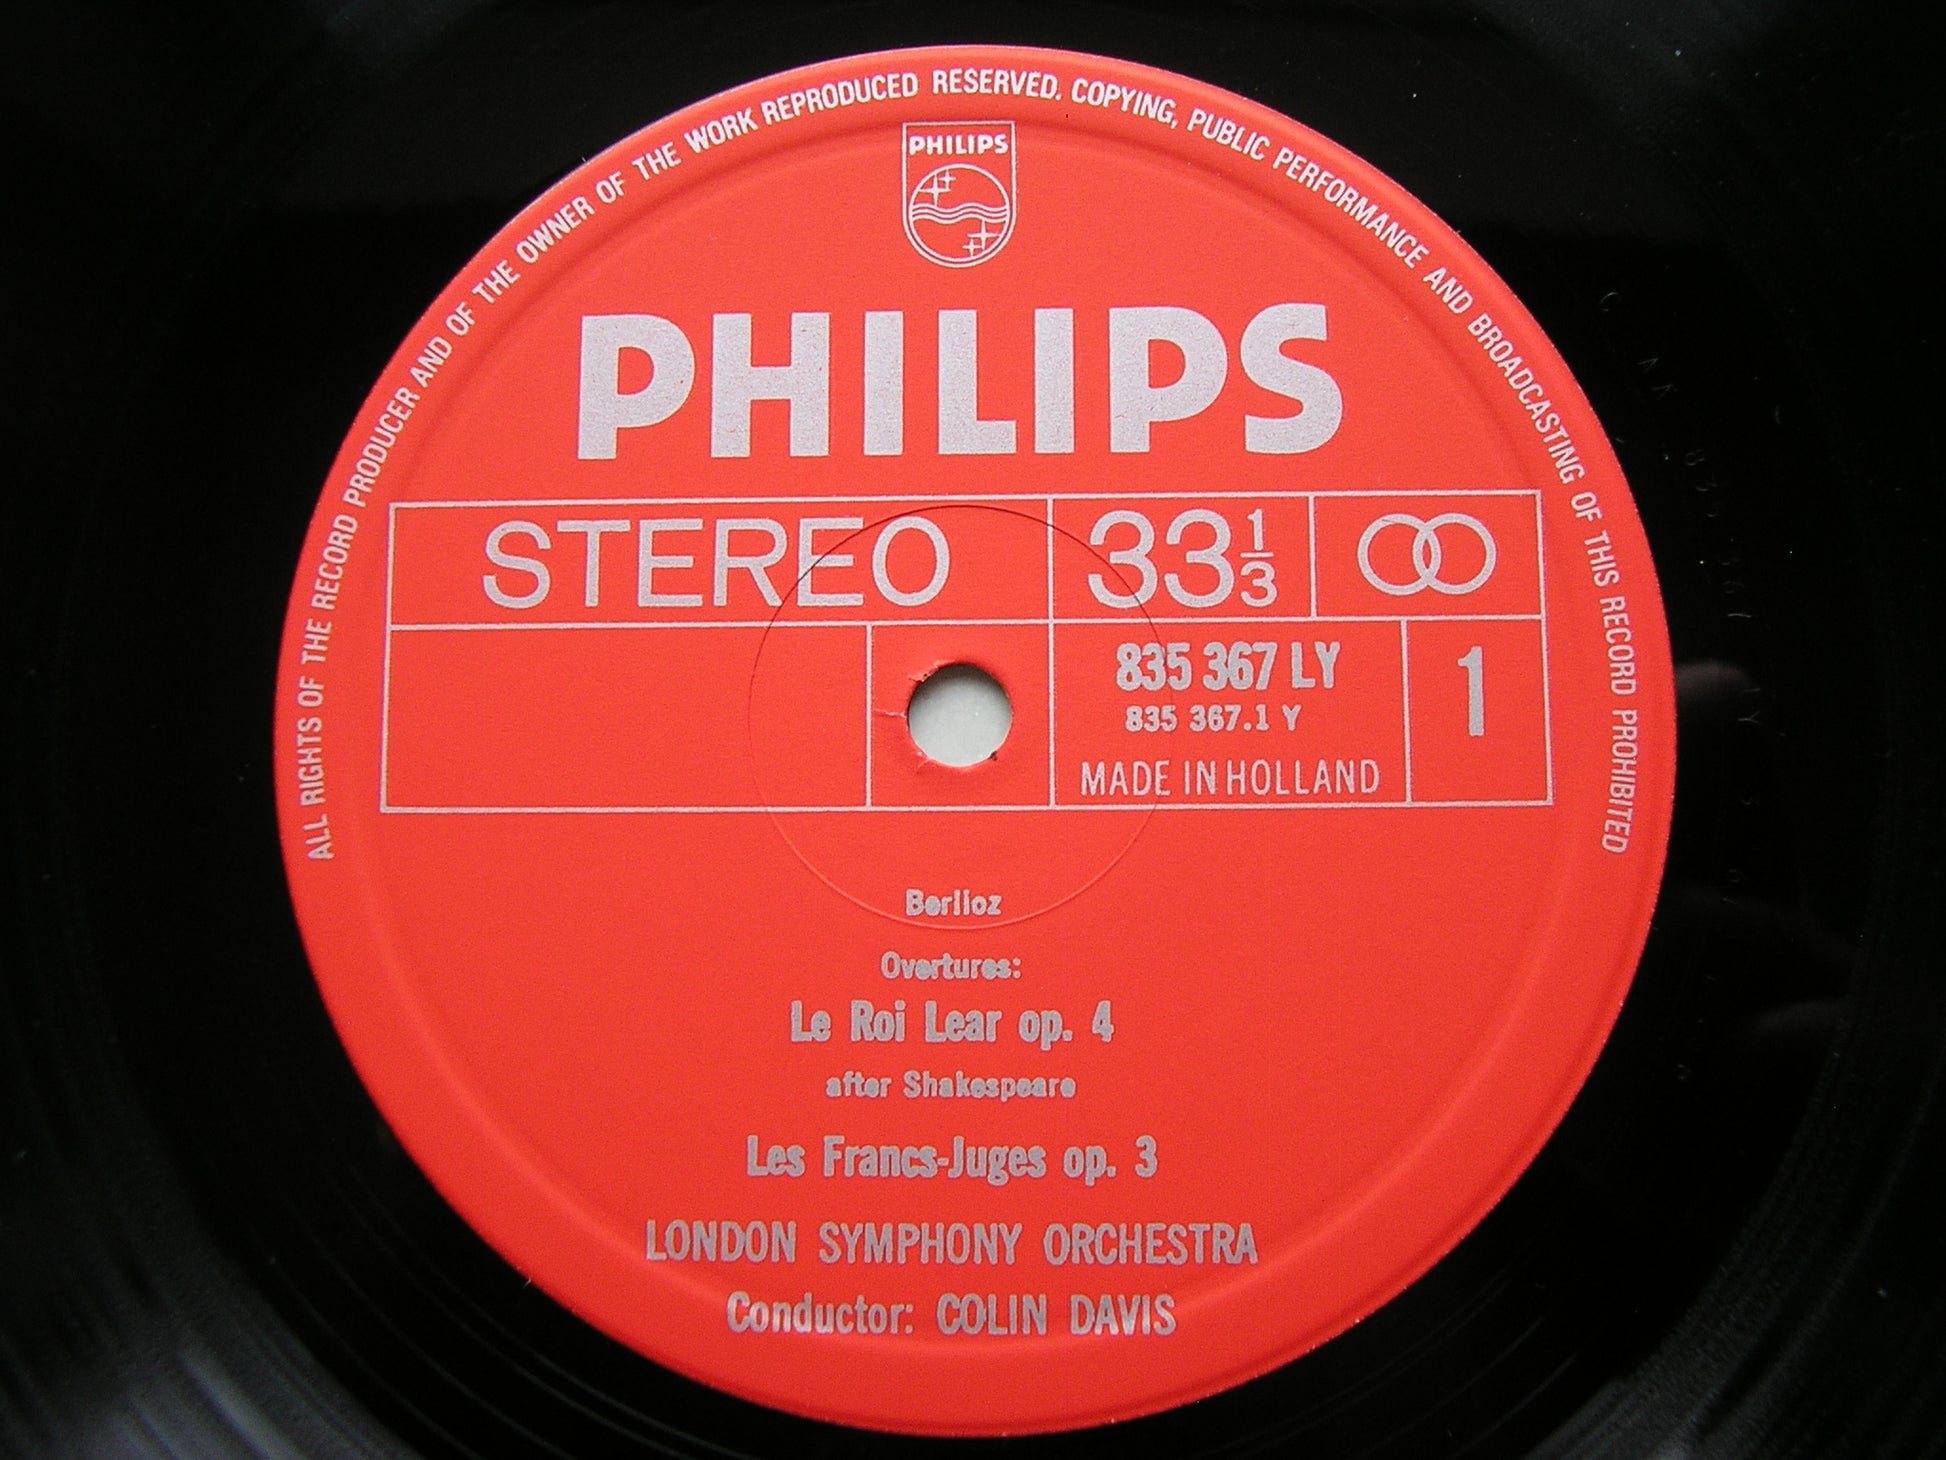 ALL RIGHTS OF THE RECORD PRODUCER AND OF THE OWNER OF THE WORK REPRODUCED RESERVED. COPYING, PUBLIC PERFORMANCE AND BROADCASTING OF THIS RECORD PROHIBITED
PHILIPS
PHILIPS
STEREO 33 1/3
835 367 LY 1
835 367.1 Y
MADE IN HOLLAND
Berlioz
Overtures:
Le Roi Lear op. 4
after Shakespeare
Les Francs-Juges op. 3
LONDON SYMPHONY ORCHESTRA
Conductor: COLIN DAVIS